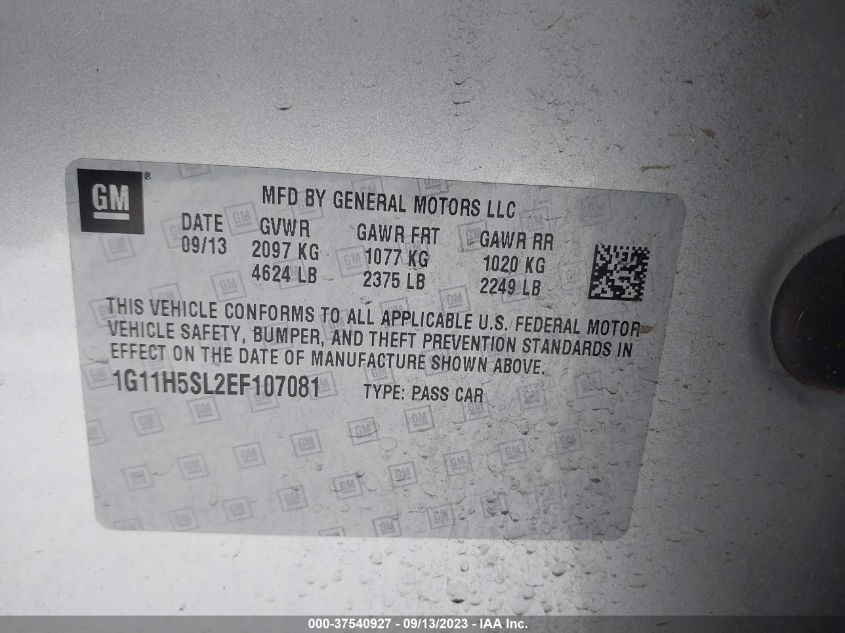 GM ®
MFD BY GENERAL MOTORS LLC
DATE GVWR GAWR FRT GAWR RR
09/13 2097 KG 1077 KG 1020 KG
4624 LB 2375 LB 2249 LB
THIS VEHICLE CONFORMS TO ALL APPLICABLE U.S. FEDERAL MOTOR
VEHICLE SAFETY, BUMPER, AND THEFT PREVENTION STANDARDS IN
EFFECT ON THE DATE OF MANUFACTURE SHOWN ABOVE.
1G11H5SL2EF107081 TYPE: PASS CAR
000-37540927 - 09/13/2023 - IAA Inc.